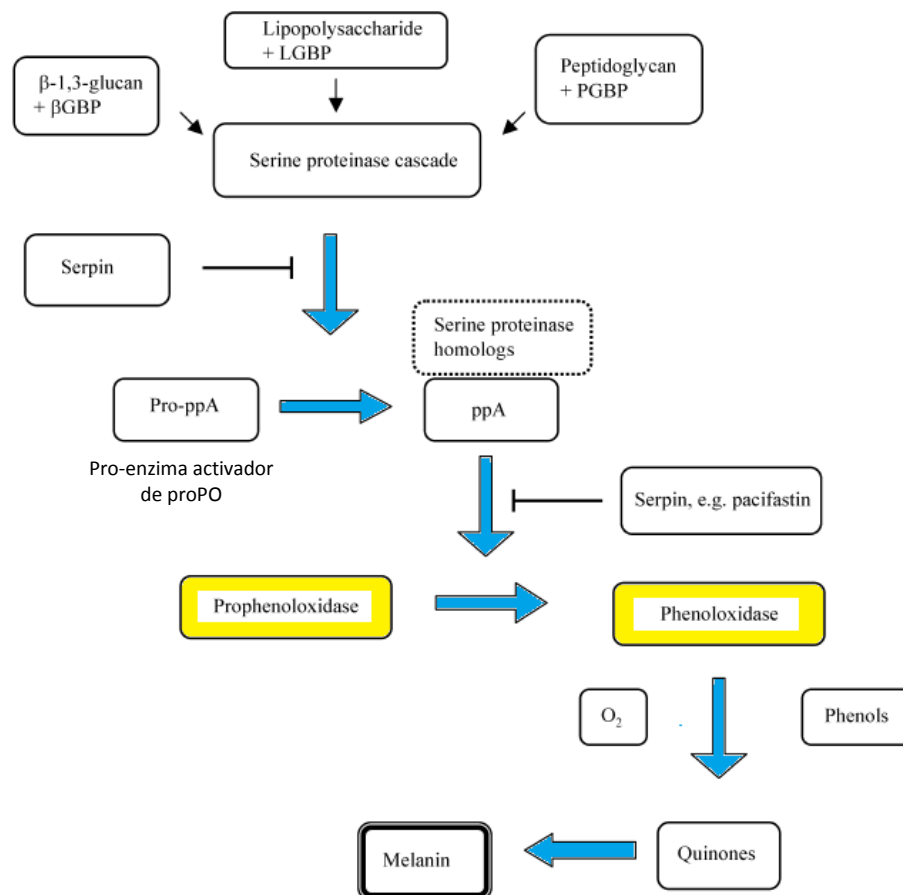 Lipopolysaccharide
+ LGBP
β-1,3-glucan
+ βGBP
Peptidoglycan
+ PGBP
Serine proteinase cascade
Serpin
Serine proteinase
homologs
Pro-ppA
ppA
Pro-enzima activador
de proPO
Serpin, e.g. pacifastin
Prophenoloxidase
Phenoloxidase
O₂
Phenols
Melanin
Quinones